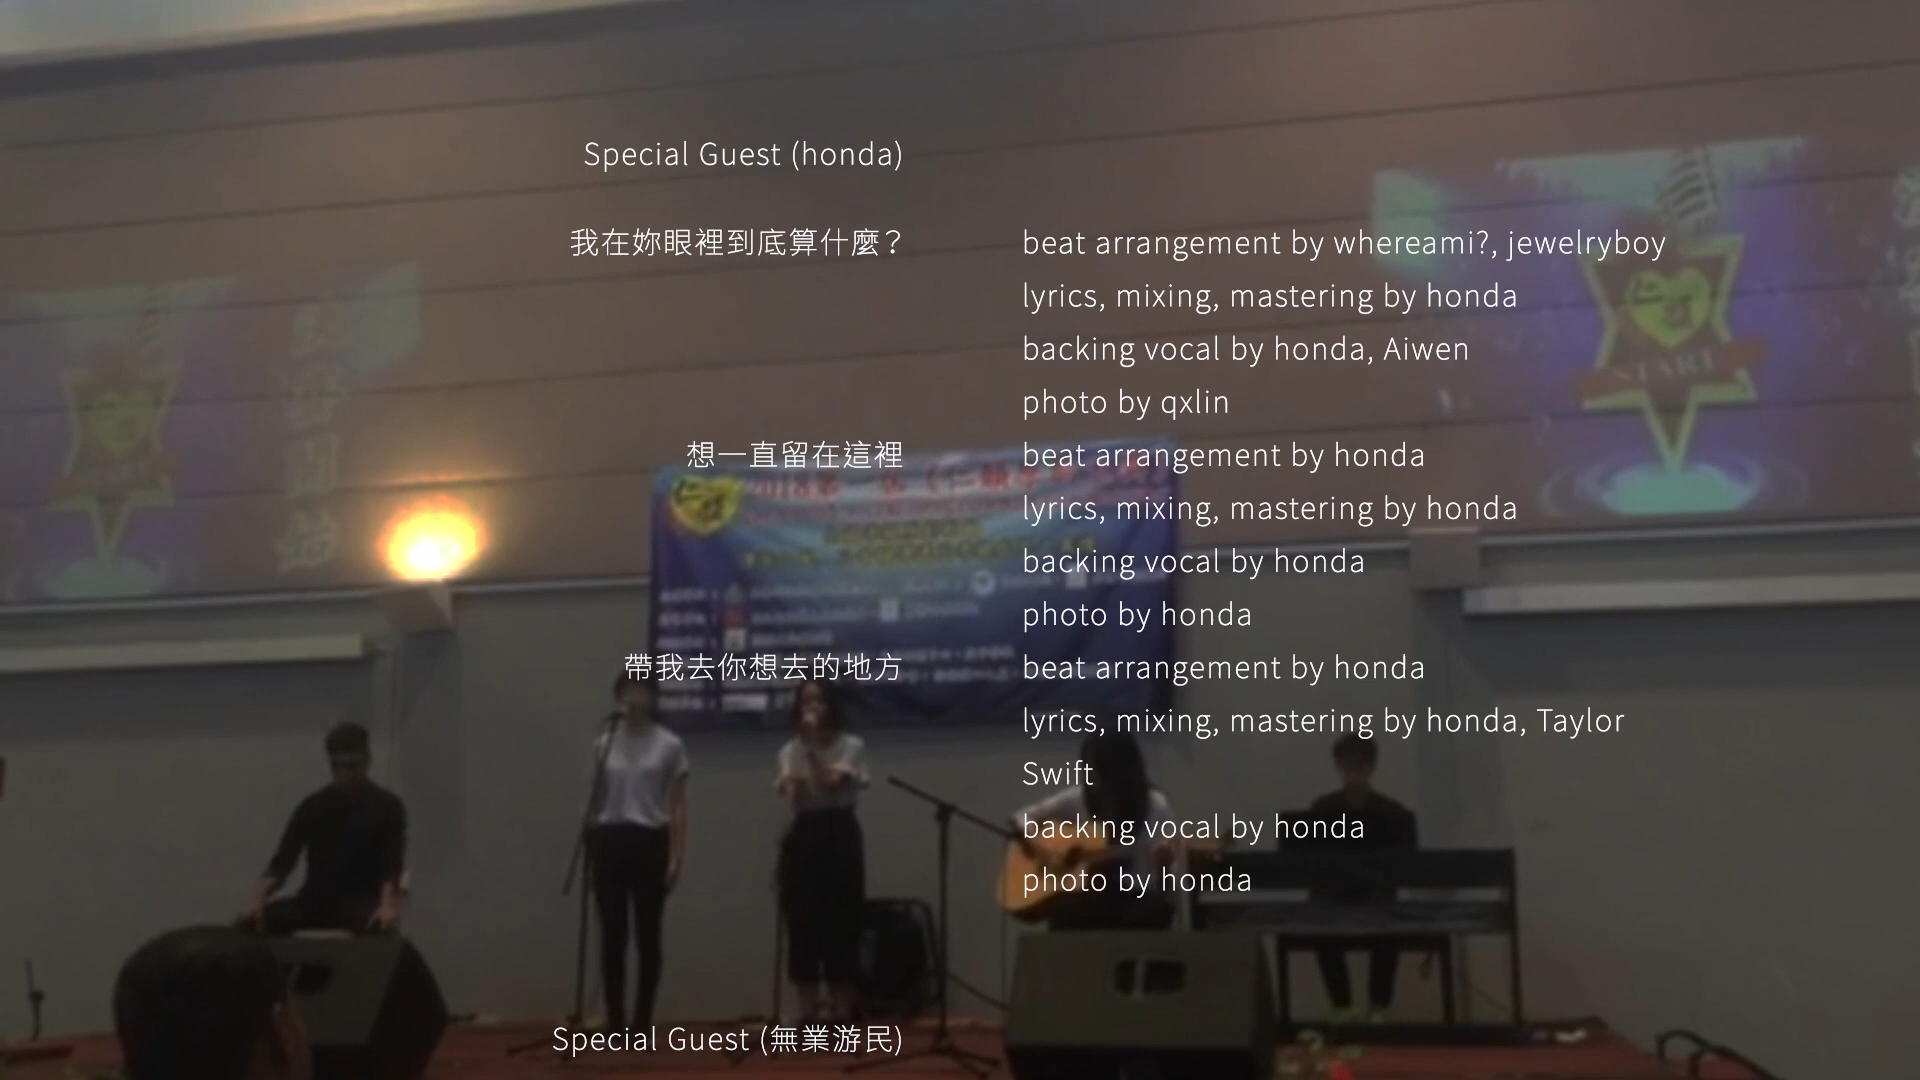 Special Guest (honda)
我在妳眼裡到底算什麼？
beat arrangement by whereami?, jewelryboy
lyrics, mixing, mastering by honda
backing vocal by honda, Aiwen
photo by qxlin
想一直留在這裡
beat arrangement by honda
lyrics, mixing, mastering by honda
backing vocal by honda
photo by honda
帶我去你想去的地方
beat arrangement by honda
lyrics, mixing, mastering by honda, Taylor
Swift
backing vocal by honda
photo by honda
Special Guest (無業游民)
START